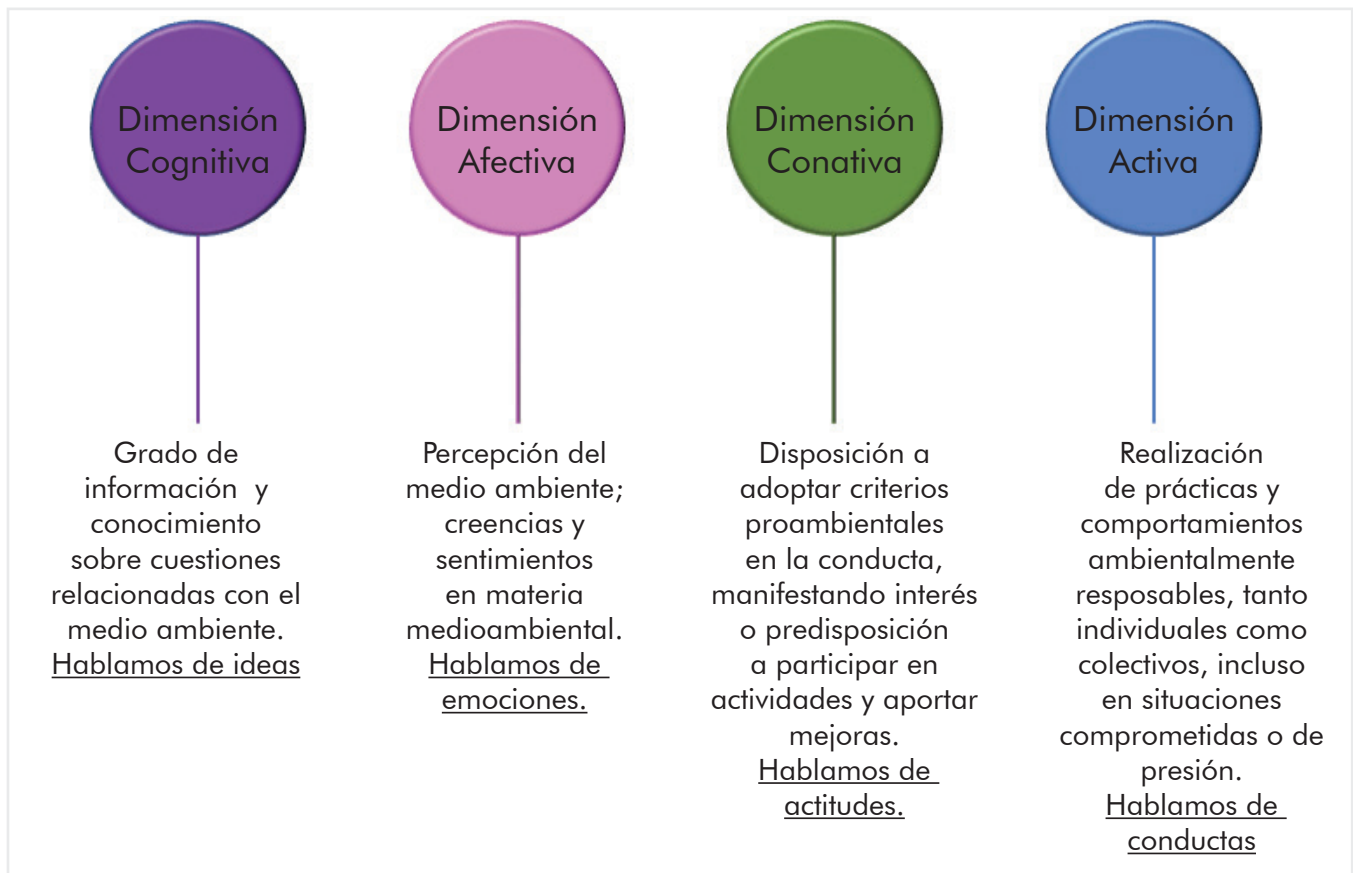 Dimensión
Cognitiva
Dimensión
Afectiva
Dimensión
Conativa
Dimensión
Activa
Grado de
información y
conocimiento
sobre cuestiones
relacionadas con el
medio ambiente.
Hablamos de ideas
Percepción del
medio ambiente;
creencias y
sentimientos
en materia
medioambiental.
Hablamos de
emociones.
Disposición a
adoptar criterios
proambientales
en la conducta,
manifestando interés
o predisposición
a participar en
actividades y aportar
mejoras.
Hablamos de
actitudes.
Realización
de prácticas y
comportamientos
ambientalmente
resposables, tanto
individuales como
colectivos, incluso
en situaciones
comprometidas o de
presión.
Hablamos de
conductas